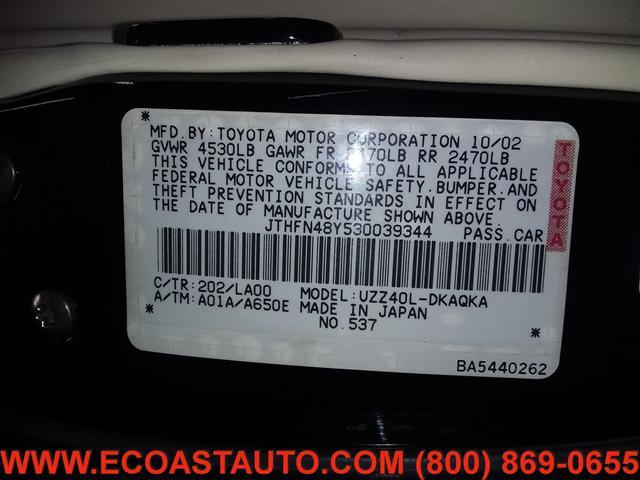 *
MFD.BY:TOYOTA MOTOR CORPORATION 10/02
GVWR 4530LB GAWR FR 70LB RR 2470LB
THIS VEHICLE CONFORMS TO ALL APPLICABLE
FEDERAL MOTOR VEHICLE SAFETY.BUMPER.AND
THEFT PREVENTION STANDARDS IN EFFECT ON
THE DATE OF MANUFACTURE SHOWN ABOVE.
JTHFN48Y530039344 PASS.CAR
TOYOTA
C/TR:202/LA00 MODEL:UZZ40L-DKAQKA
A/TM:A01A/A650E MADE IN JAPAN
* NO.537 *
BA5440262
WWW.ECOASTAUTO.COM (800) 869-0655